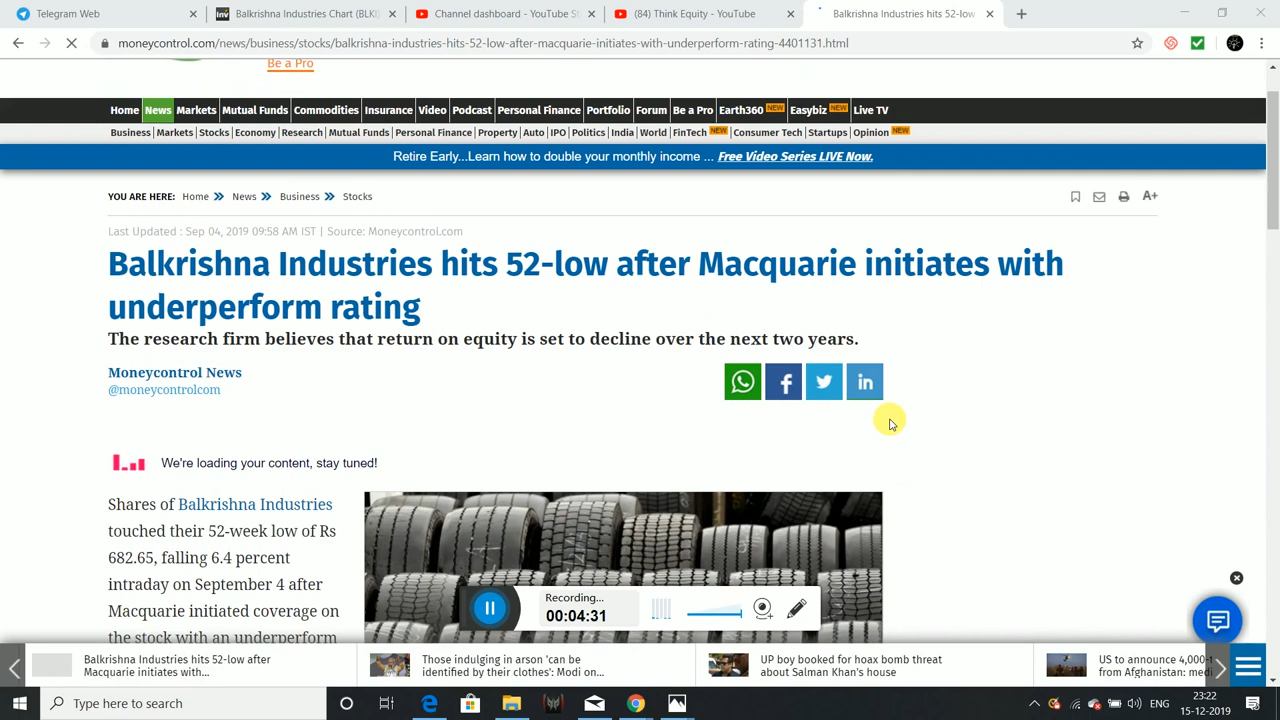 Telegram Web
Balkrishna Industries Chart (BLKI)
Channel dashboard - YouTube St
(84) Think Equity - YouTube
Balkrishna Industries hits 52-low
moneycontrol.com/news/business/stocks/balkrishna-industries-hits-52-low-after-macquarie-initiates-with-underperform-rating-4401131.html
Be a Pro
Home News Markets Mutual Funds Commodities Insurance Video Podcast Personal Finance Portfolio Forum Be a Pro Earth360 NEW Easybiz NEW Live TV
Business Markets Stocks Economy Research Mutual Funds Personal Finance Property Auto IPO Politics India World FinTech NEW Consumer Tech Startups Opinion NEW
Retire Early...Learn how to double your monthly income ... Free Video Series LIVE Now.
YOU ARE HERE: Home News Business Stocks
A+
Last Updated : Sep 04, 2019 09:58 AM IST | Source: Moneycontrol.com
Balkrishna Industries hits 52-low after Macquarie initiates with
underperform rating
The research firm believes that return on equity is set to decline over the next two years.
Moneycontrol News
@moneycontrolcom
We're loading your content, stay tuned!
Shares of Balkrishna Industries
touched their 52-week low of Rs
682.65, falling 6.4 percent
intraday on September 4 after
Macquarie initiated coverage on
the stock with an underperform
Recording...
00:04:31
Balkrishna Industries hits 52-low after
Macquarie initiates with...
Those indulging in arson 'can be
identified by their clothes': Modi on...
UP boy booked for hoax bomb threat
about Salman Khan's house
US to announce 4,000-t
from Afghanistan: medi
Type here to search
ENG
23:22
15-12-2019